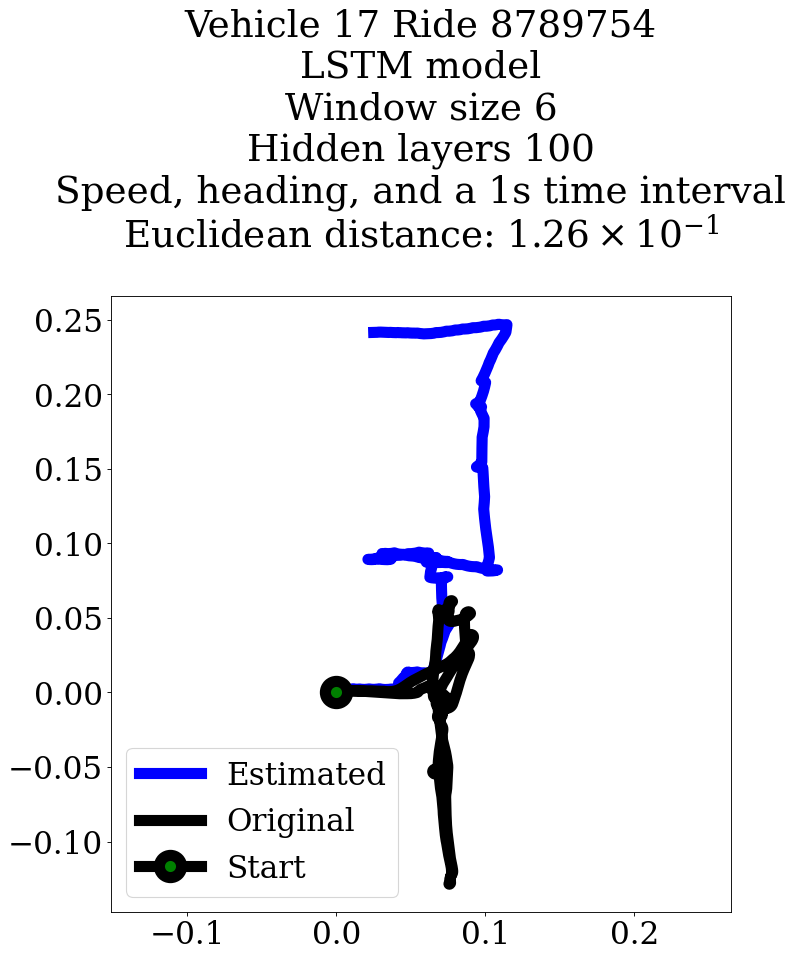 Vehicle 17 Ride 8789754
LSTM model
Window size 6
Hidden layers 100
Speed, heading, and a 1s time interval
Euclidean distance: 1.26 × 10⁻¹
0.25
0.20
0.15
0.10
0.05
0.00
−0.05
−0.10
Estimated
Original
Start
−0.1
0.0
0.1
0.2